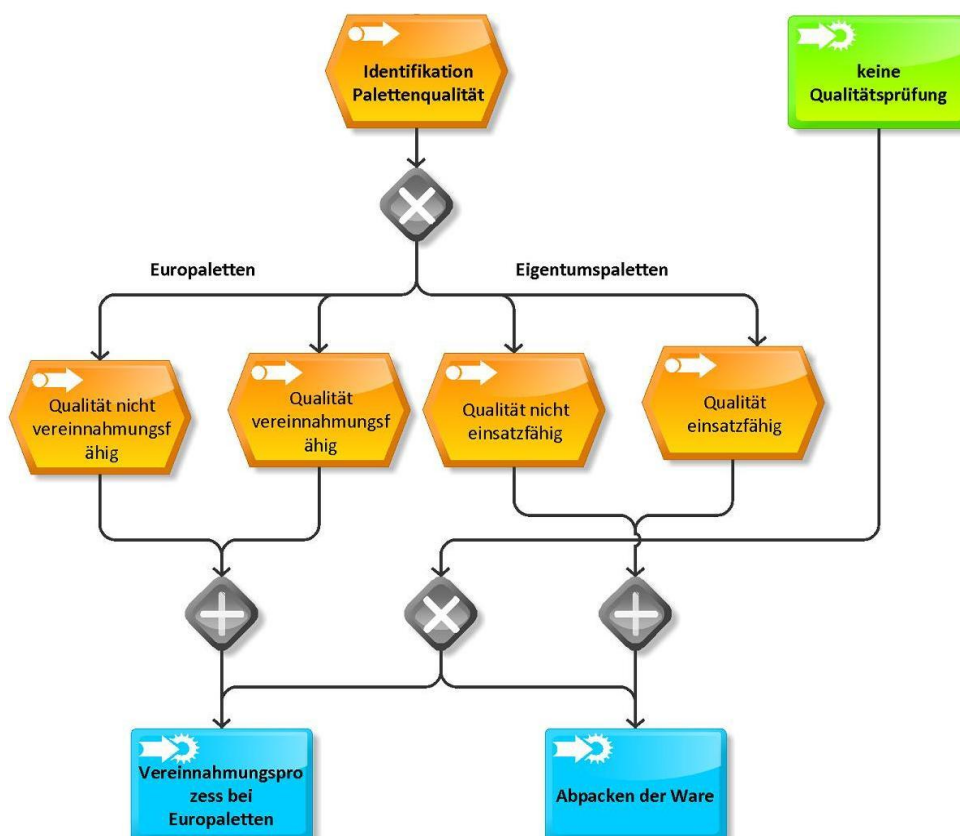 Identifikation
Palettenqualität
keine
Qualitätsprüfung
Europaletten
Eigentumspaletten
Qualität nicht
vereinnahmungsf
ähig
Qualität
vereinnahmungsf
ähig
Qualität nicht
einsatzfähig
Qualität
einsatzfähig
Vereinnahmungspro
zess bei
Europaletten
Abpacken der Ware